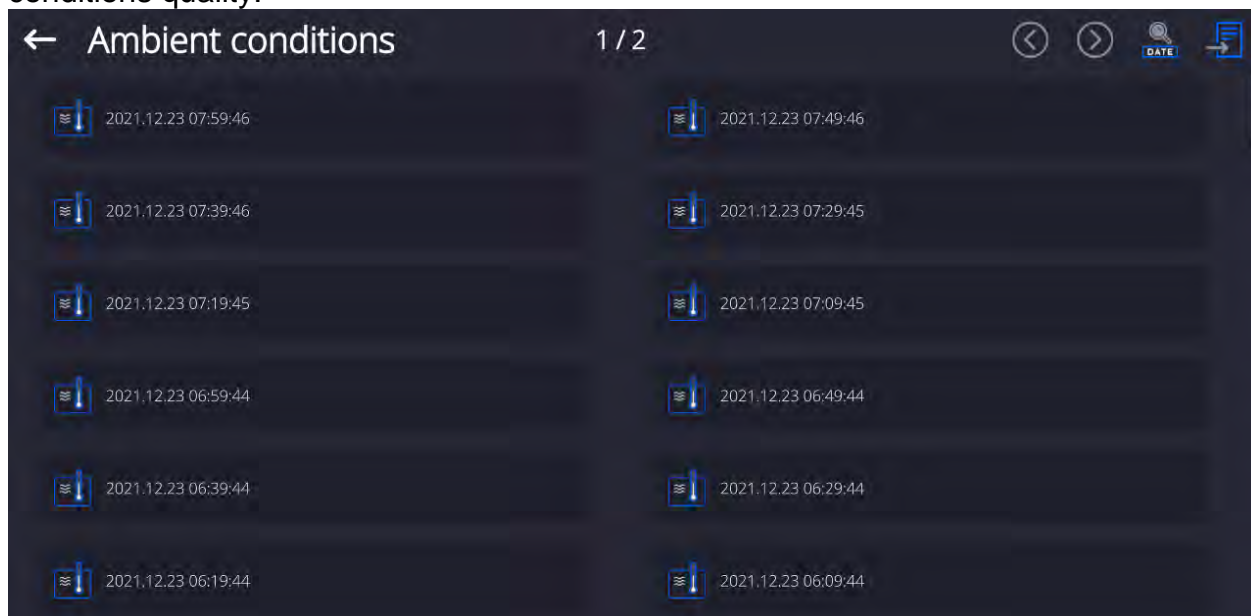 conditions quality.
Ambient conditions 1 / 2 DATE
2021.12.23 07:59:46 2021.12.23 07:49:46
2021.12.23 07:39:46 2021.12.23 07:29:45
2021.12.23 07:19:45 2021.12.23 07:09:45
2021.12.23 06:59:44 2021.12.23 06:49:44
2021.12.23 06:39:44 2021.12.23 06:29:44
2021.12.23 06:19:44 2021.12.23 06:09:44